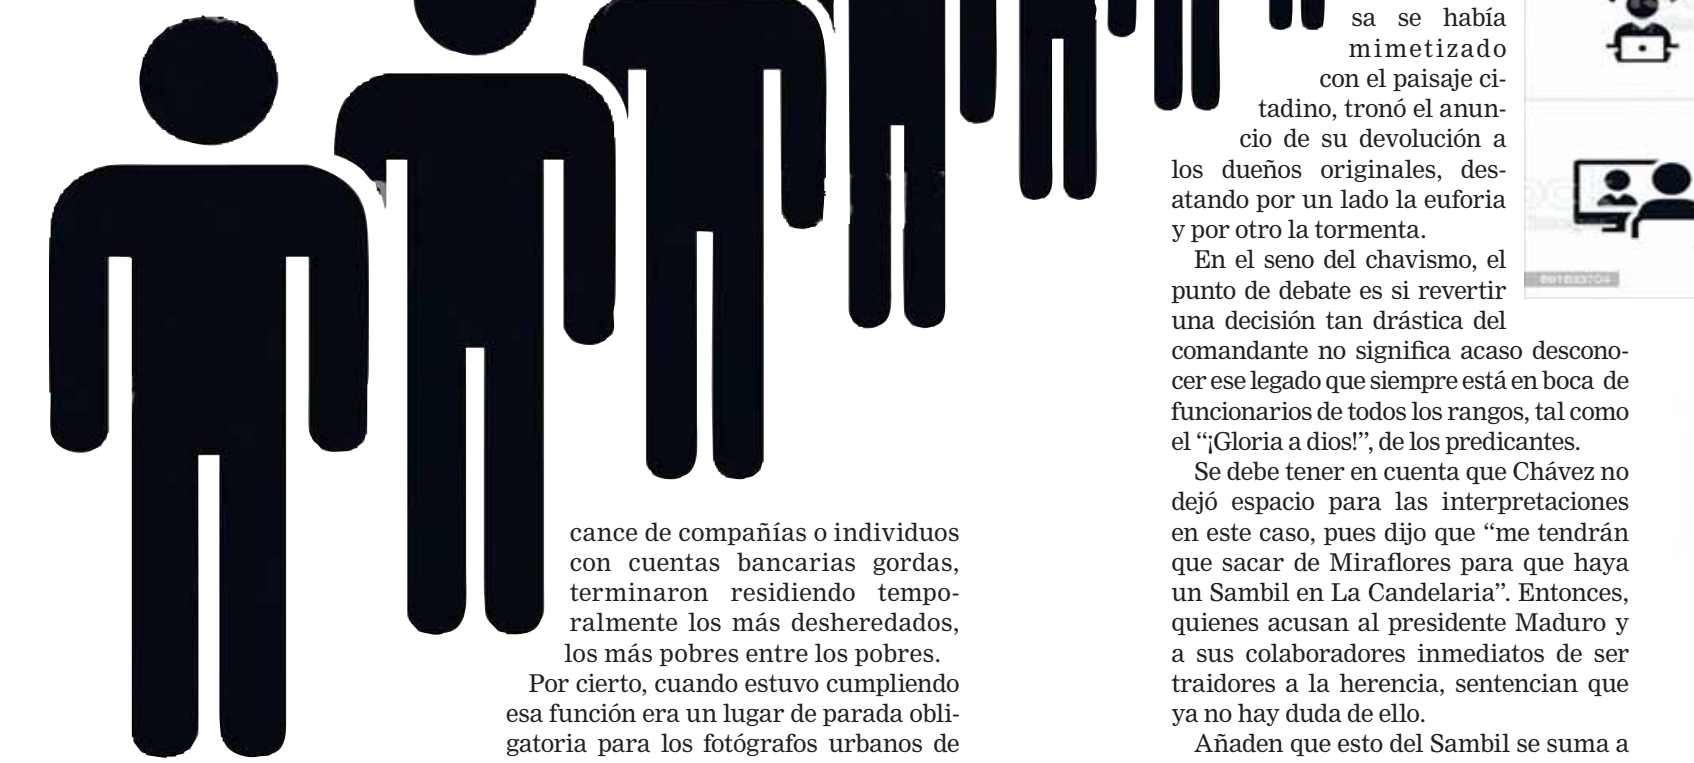 cance de compañías o individuos
con cuentas bancarias gordas,
terminaron residiendo tempo-
ralmente los más desheredados,
los más pobres entre los pobres.
Por cierto, cuando estuvo cumpliendo
esa función era un lugar de parada obli-
gatoria para los fotógrafos urbanos de
sa se había
mimetizado
con el paisaje ci-
tadino, tronó el anun-
cio de su devolución a
los dueños originales, des-
atando por un lado la euforia
y por otro la tormenta.
En el seno del chavismo, el
punto de debate es si revertir
una decisión tan drástica del
comandante no significa acaso descono-
cer ese legado que siempre está en boca de
funcionarios de todos los rangos, tal como
el “¡Gloria a dios!”, de los predicantes.
Se debe tener en cuenta que Chávez no
dejó espacio para las interpretaciones
en este caso, pues dijo que “me tendrán
que sacar de Miraflores para que haya
un Sambil en La Candelaria”. Entonces,
quienes acusan al presidente Maduro y
a sus colaboradores inmediatos de ser
traidores a la herencia, sentencian que
ya no hay duda de ello.
Añaden que esto del Sambil se suma a